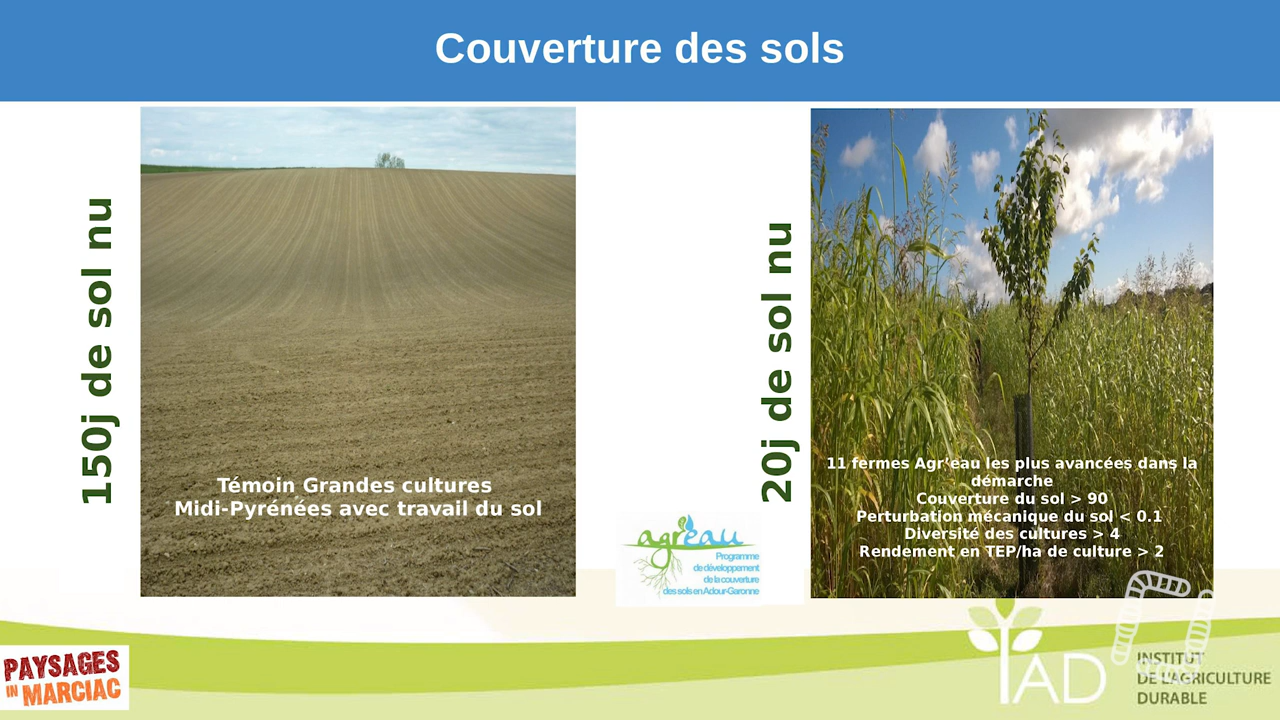 Couverture des sols
150j de sol nu
Témoin Grandes cultures
Midi-Pyrénées avec travail du sol
20j de sol nu
11 fermes Agr'eau les plus avancées dans la
démarche
Couverture du sol > 90
Perturbation mécanique du sol < 0.1
Diversité des cultures > 4
Rendement en TEP/ha de culture > 2
agr'eau
Programme
de développement
de la couverture
des sols en Adour-Garonne
PAYSAGES
IN MARCIAC
IAD
INSTITUT
DE L'AGRICULTURE
DURABLE